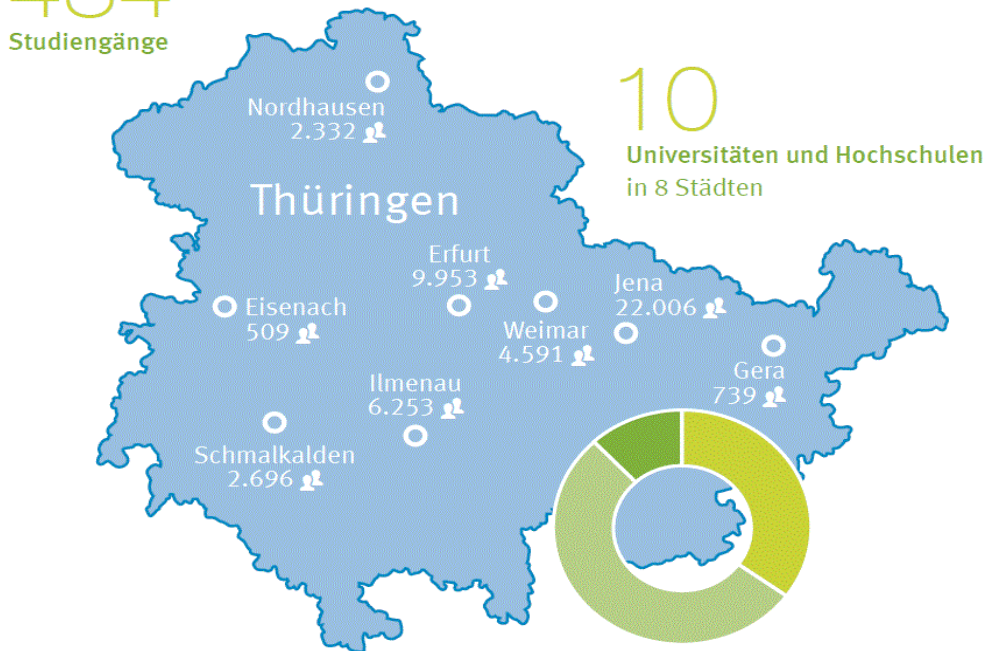 Studiengänge
10
Universitäten und Hochschulen
in 8 Städten
Nordhausen
2.332
Thüringen
Erfurt
9.953
Eisenach
509
Weimar
4.591
Jena
22.006
Gera
739
Ilmenau
6.253
Schmalkalden
2.696